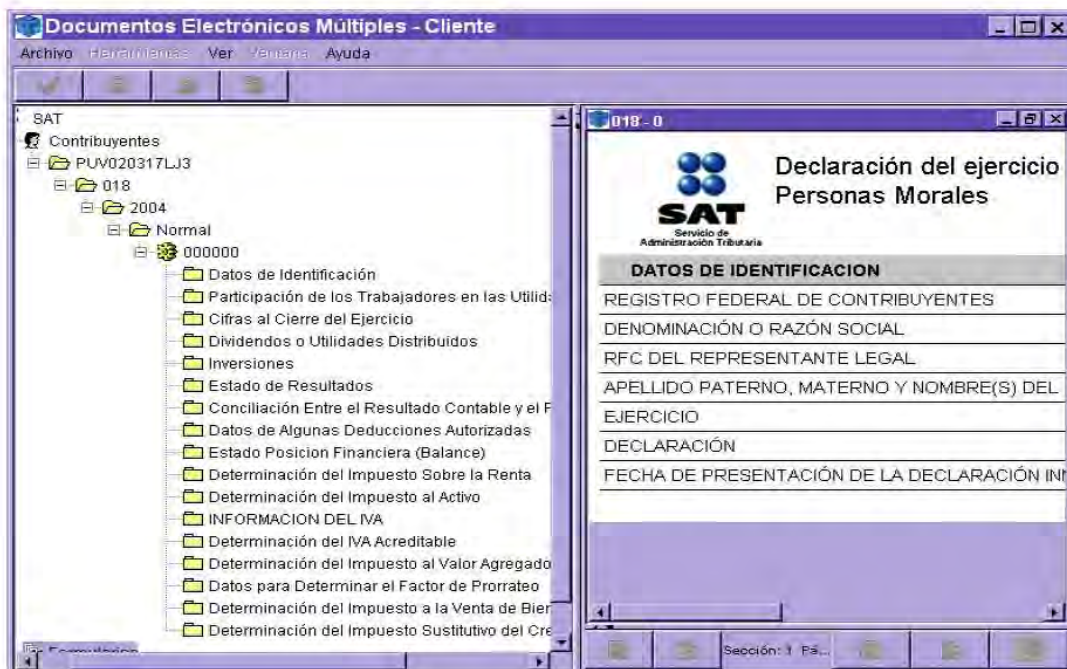 Documentos Electrónicos Múltiples - Cliente
Archivo Herramientas Ver Ventana Ayuda
SAT
Contribuyentes
PUV020317LJ3
018
2004
Normal
000000
Datos de Identificación
Participación de los Trabajadores en las Utilid
Cifras al Cierre del Ejercicio
Dividendos o Utilidades Distribuidos
Inversiones
Estado de Resultados
Conciliación Entre el Resultado Contable y el F
Datos de Algunas Deducciones Autorizadas
Estado Posicion Financiera (Balance)
Determinación del Impuesto Sobre la Renta
Determinación del Impuesto al Activo
INFORMACION DEL IVA
Determinación del IVA Acreditable
Determinación del Impuesto al Valor Agregado
Datos para Determinar el Factor de Prorrateo
Determinación del Impuesto a la Venta de Bier
Determinación del Impuesto Sustitutivo del Cre
Formularios
018 - 0
SAT
Servicio de
Administración Tributaria
Declaración del ejercicio
Personas Morales
DATOS DE IDENTIFICACION
REGISTRO FEDERAL DE CONTRIBUYENTES
DENOMINACIÓN O RAZÓN SOCIAL
RFC DEL REPRESENTANTE LEGAL
APELLIDO PATERNO, MATERNO Y NOMBRE(S) DEL
EJERCICIO
DECLARACIÓN
FECHA DE PRESENTACIÓN DE LA DECLARACIÓN INM
Sección: 1 Pá...